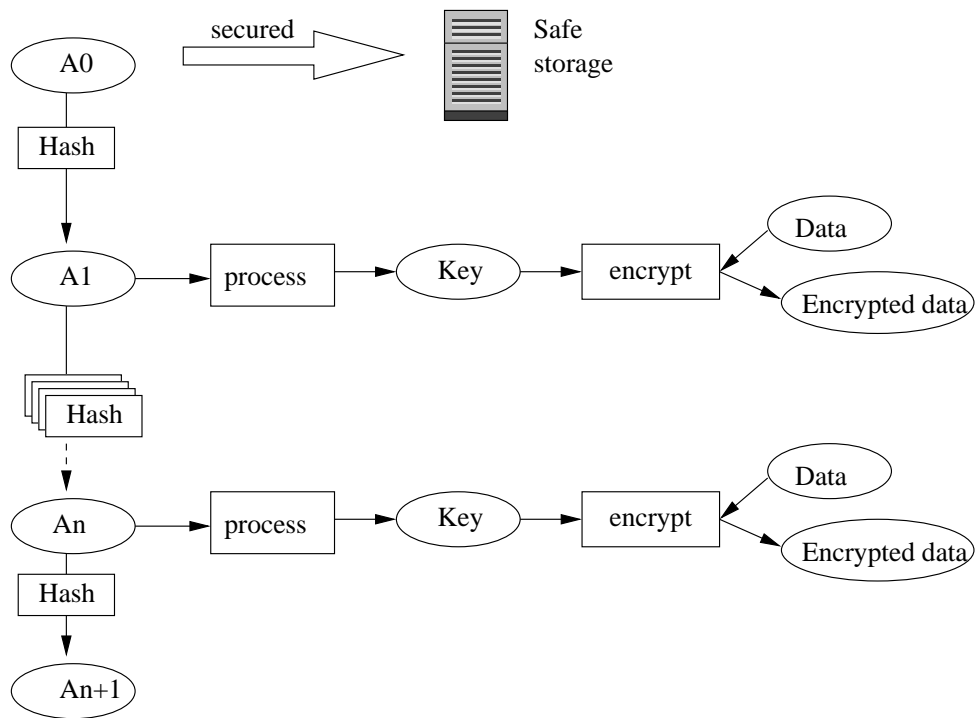 secured
Safe
storage
A0
Hash
A1
process
Key
encrypt
Data
Encrypted data
Hash
An
process
Key
encrypt
Data
Encrypted data
Hash
An+1